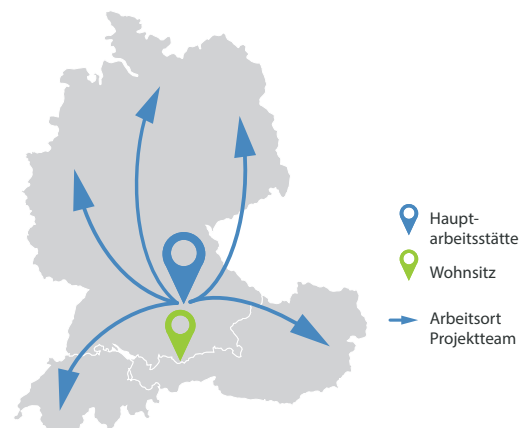 Haupt-
arbeitsstätte
Wohnsitz
Arbeitsort
Projektteam